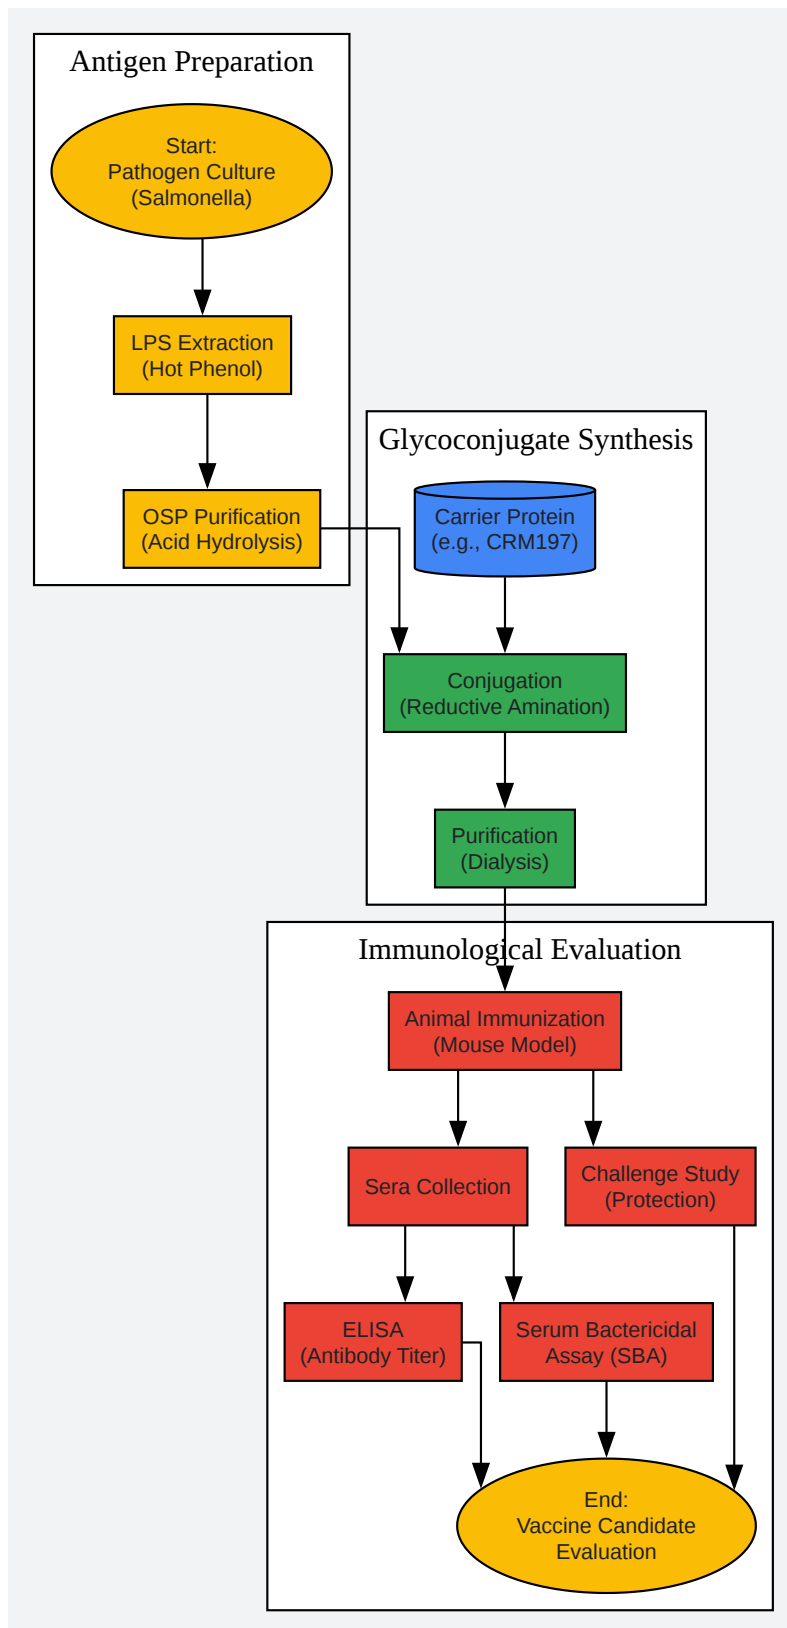 Antigen Preparation
Start:
Pathogen Culture
(Salmonella)
LPS Extraction
(Hot Phenol)
OSP Purification
(Acid Hydrolysis)
Glycoconjugate Synthesis
Carrier Protein
(e.g., CRM197)
Conjugation
(Reductive Amination)
Purification
(Dialysis)
Immunological Evaluation
Animal Immunization
(Mouse Model)
Sera Collection
Challenge Study
(Protection)
ELISA
(Antibody Titer)
Serum Bactericidal
Assay (SBA)
End:
Vaccine Candidate
Evaluation